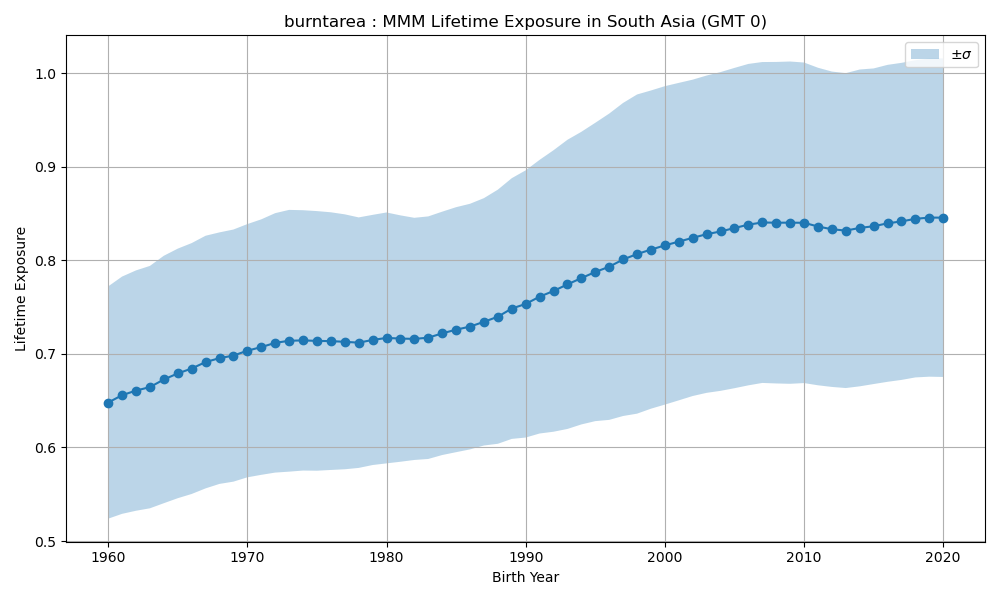 burntarea : MMM Lifetime Exposure in South Asia (GMT 0)
±σ
Lifetime Exposure
1.0
0.9
0.8
0.7
0.6
0.5
1960 1970 1980 1990 2000 2010 2020
Birth Year